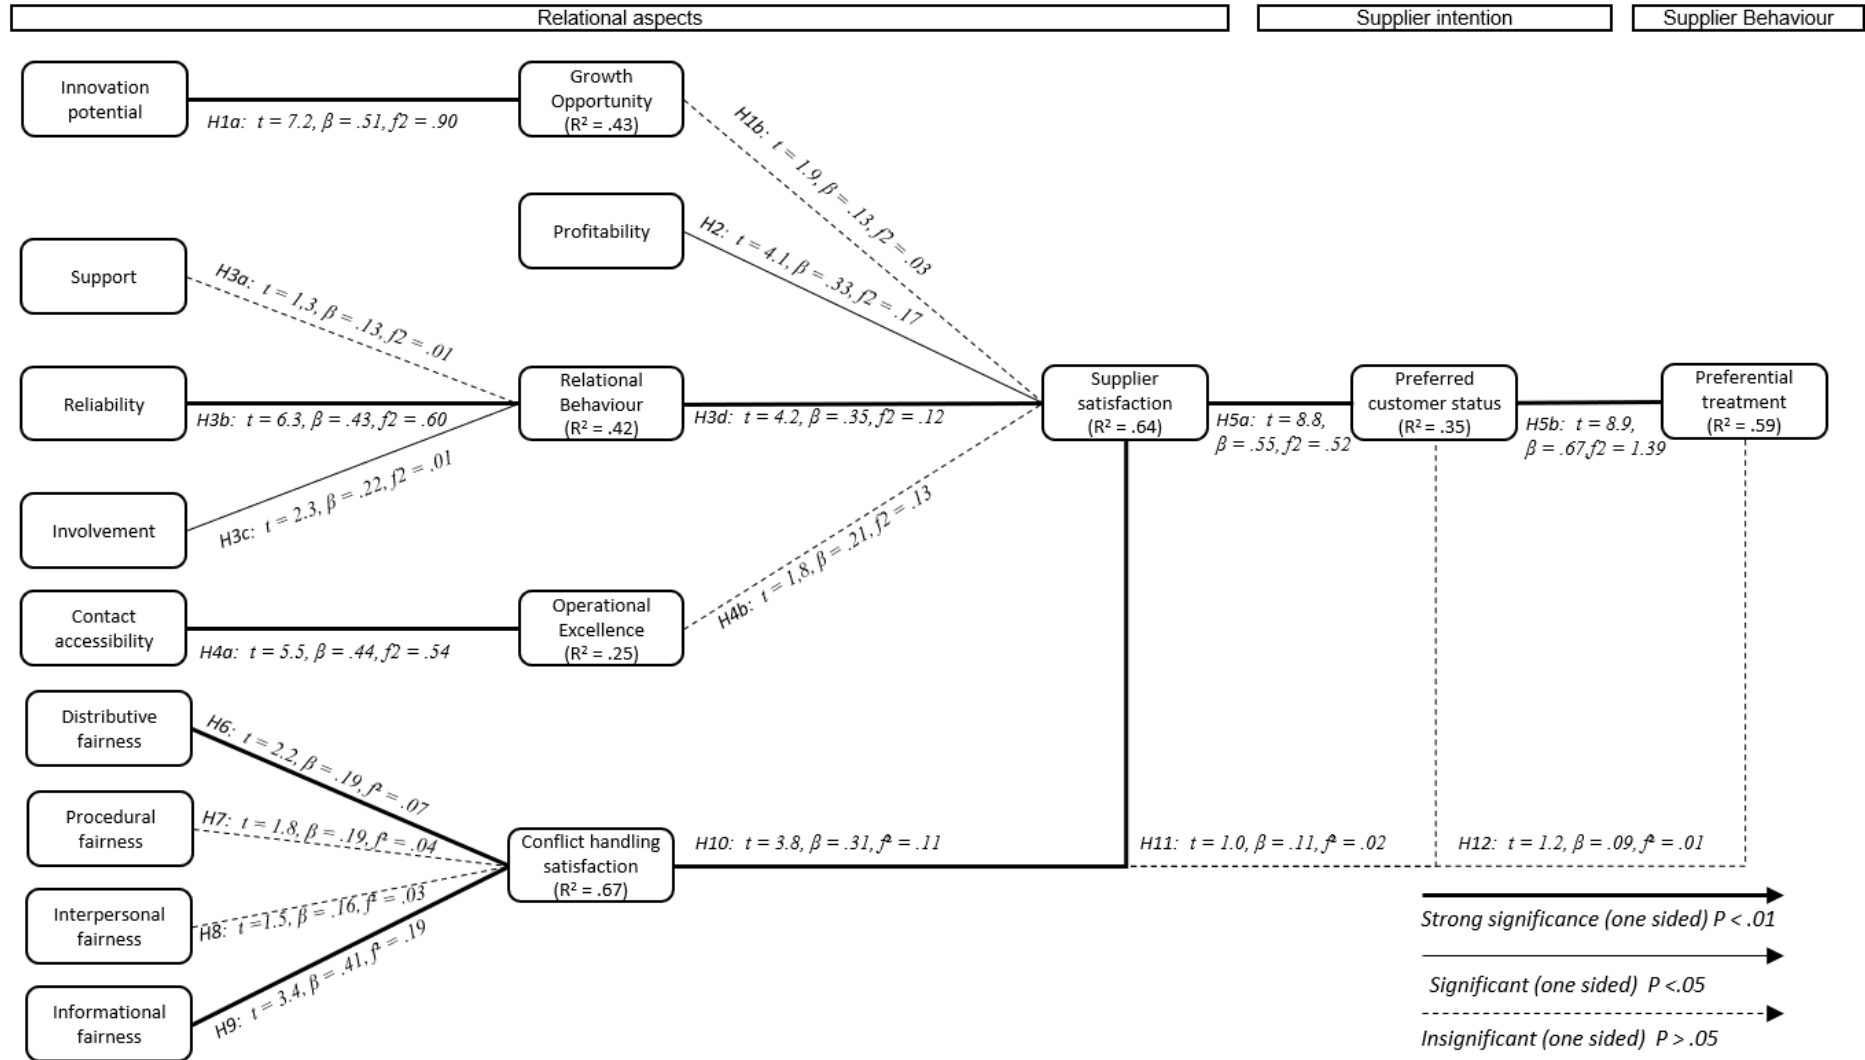 Relational aspects
Supplier intention
Supplier Behaviour
Innovation
potential
H1a: t = 7.2, β = .51, f2 = .90
Growth
Opportunity
(R² = .43)
H1b: t = 1.9, β = .13, f2 = .03
Profitability
H2: t = 4.1, β = .33, f2 = .17
Support
H3a: t = 1,3, β = .13, f2 = .01
Reliability
H3b: t = 6.3, β = .43, f2 = .60
Relational
Behaviour
(R² = .42)
H3d: t = 4.2, β = .35, f2 = .12
Supplier
satisfaction
(R² = .64)
H5a: t = 8.8,
β = .55, f2 = .52
Preferred
customer status
(R² = .35)
H5b: t = 8.9,
β = .67,f2 = 1.39
Preferential
treatment
(R² = .59)
Involvement
H3c: t = 2.3, β = .22, f2 = .01
Contact
accessibility
H4a: t = 5.5, β = .44, f2 = .54
Operational
Excellence
(R² = .25)
H4b: t = 1,8, β = .21, f2 = .13
Distributive
fairness
H6: t = 2.2, β = .19, f² = .07
Procedural
fairness
H7: t = 1.8, β = .19, f² = .04
Interpersonal
fairness
H8: t =1.5, β = .16, f² = .03
Informational
fairness
H9: t = 3.4, β = .41, f² = .19
Conflict handling
satisfaction
(R² = .67)
H10: t = 3.8, β = .31, f² = .11
H11: t = 1.0, β = .11, f² = .02
H12: t = 1.2, β = .09, f² = .01
Strong significance (one sided) P < .01
Significant (one sided) P <.05
Insignificant (one sided) P > .05